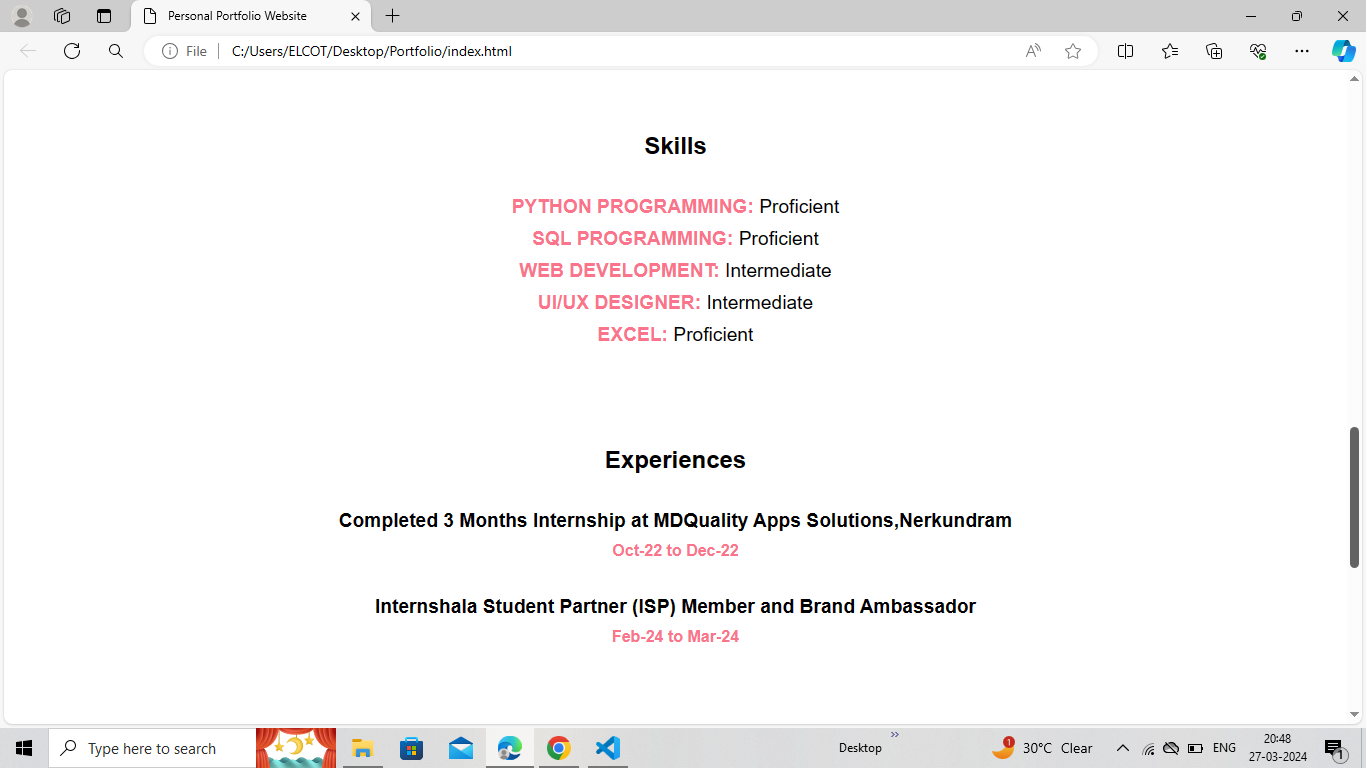 Personal Portfolio Website
File
C:/Users/ELCOT/Desktop/Portfolio/index.html
Skills
PYTHON PROGRAMMING: Proficient
SQL PROGRAMMING: Proficient
WEB DEVELOPMENT: Intermediate
UI/UX DESIGNER: Intermediate
EXCEL: Proficient
Experiences
Completed 3 Months Internship at MDQuality Apps Solutions,Nerkundram
Oct-22 to Dec-22
Internshala Student Partner (ISP) Member and Brand Ambassador
Feb-24 to Mar-24
Type here to search
Desktop
1
30°C Clear
ENG
20:48
27-03-2024
1